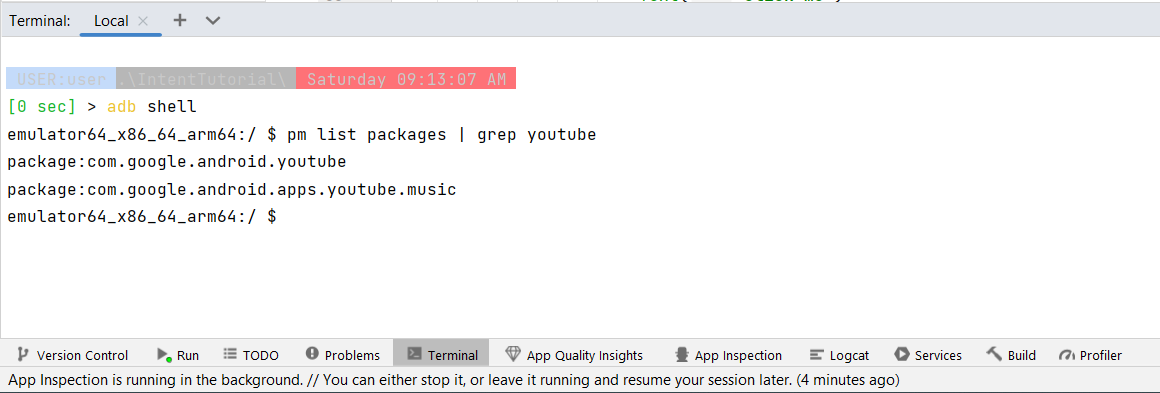 Terminal: Local × +
USER:user .\IntentTutorial\ Saturday 09:13:07 AM
[0 sec] > adb shell
emulator64_x86_64_arm64:/ $ pm list packages | grep youtube
package:com.google.android.youtube
package:com.google.android.apps.youtube.music
emulator64_x86_64_arm64:/ $
Version Control Run TODO Problems Terminal App Quality Insights App Inspection Logcat Services Build Profiler
App Inspection is running in the background. // You can either stop it, or leave it running and resume your session later. (4 minutes ago)